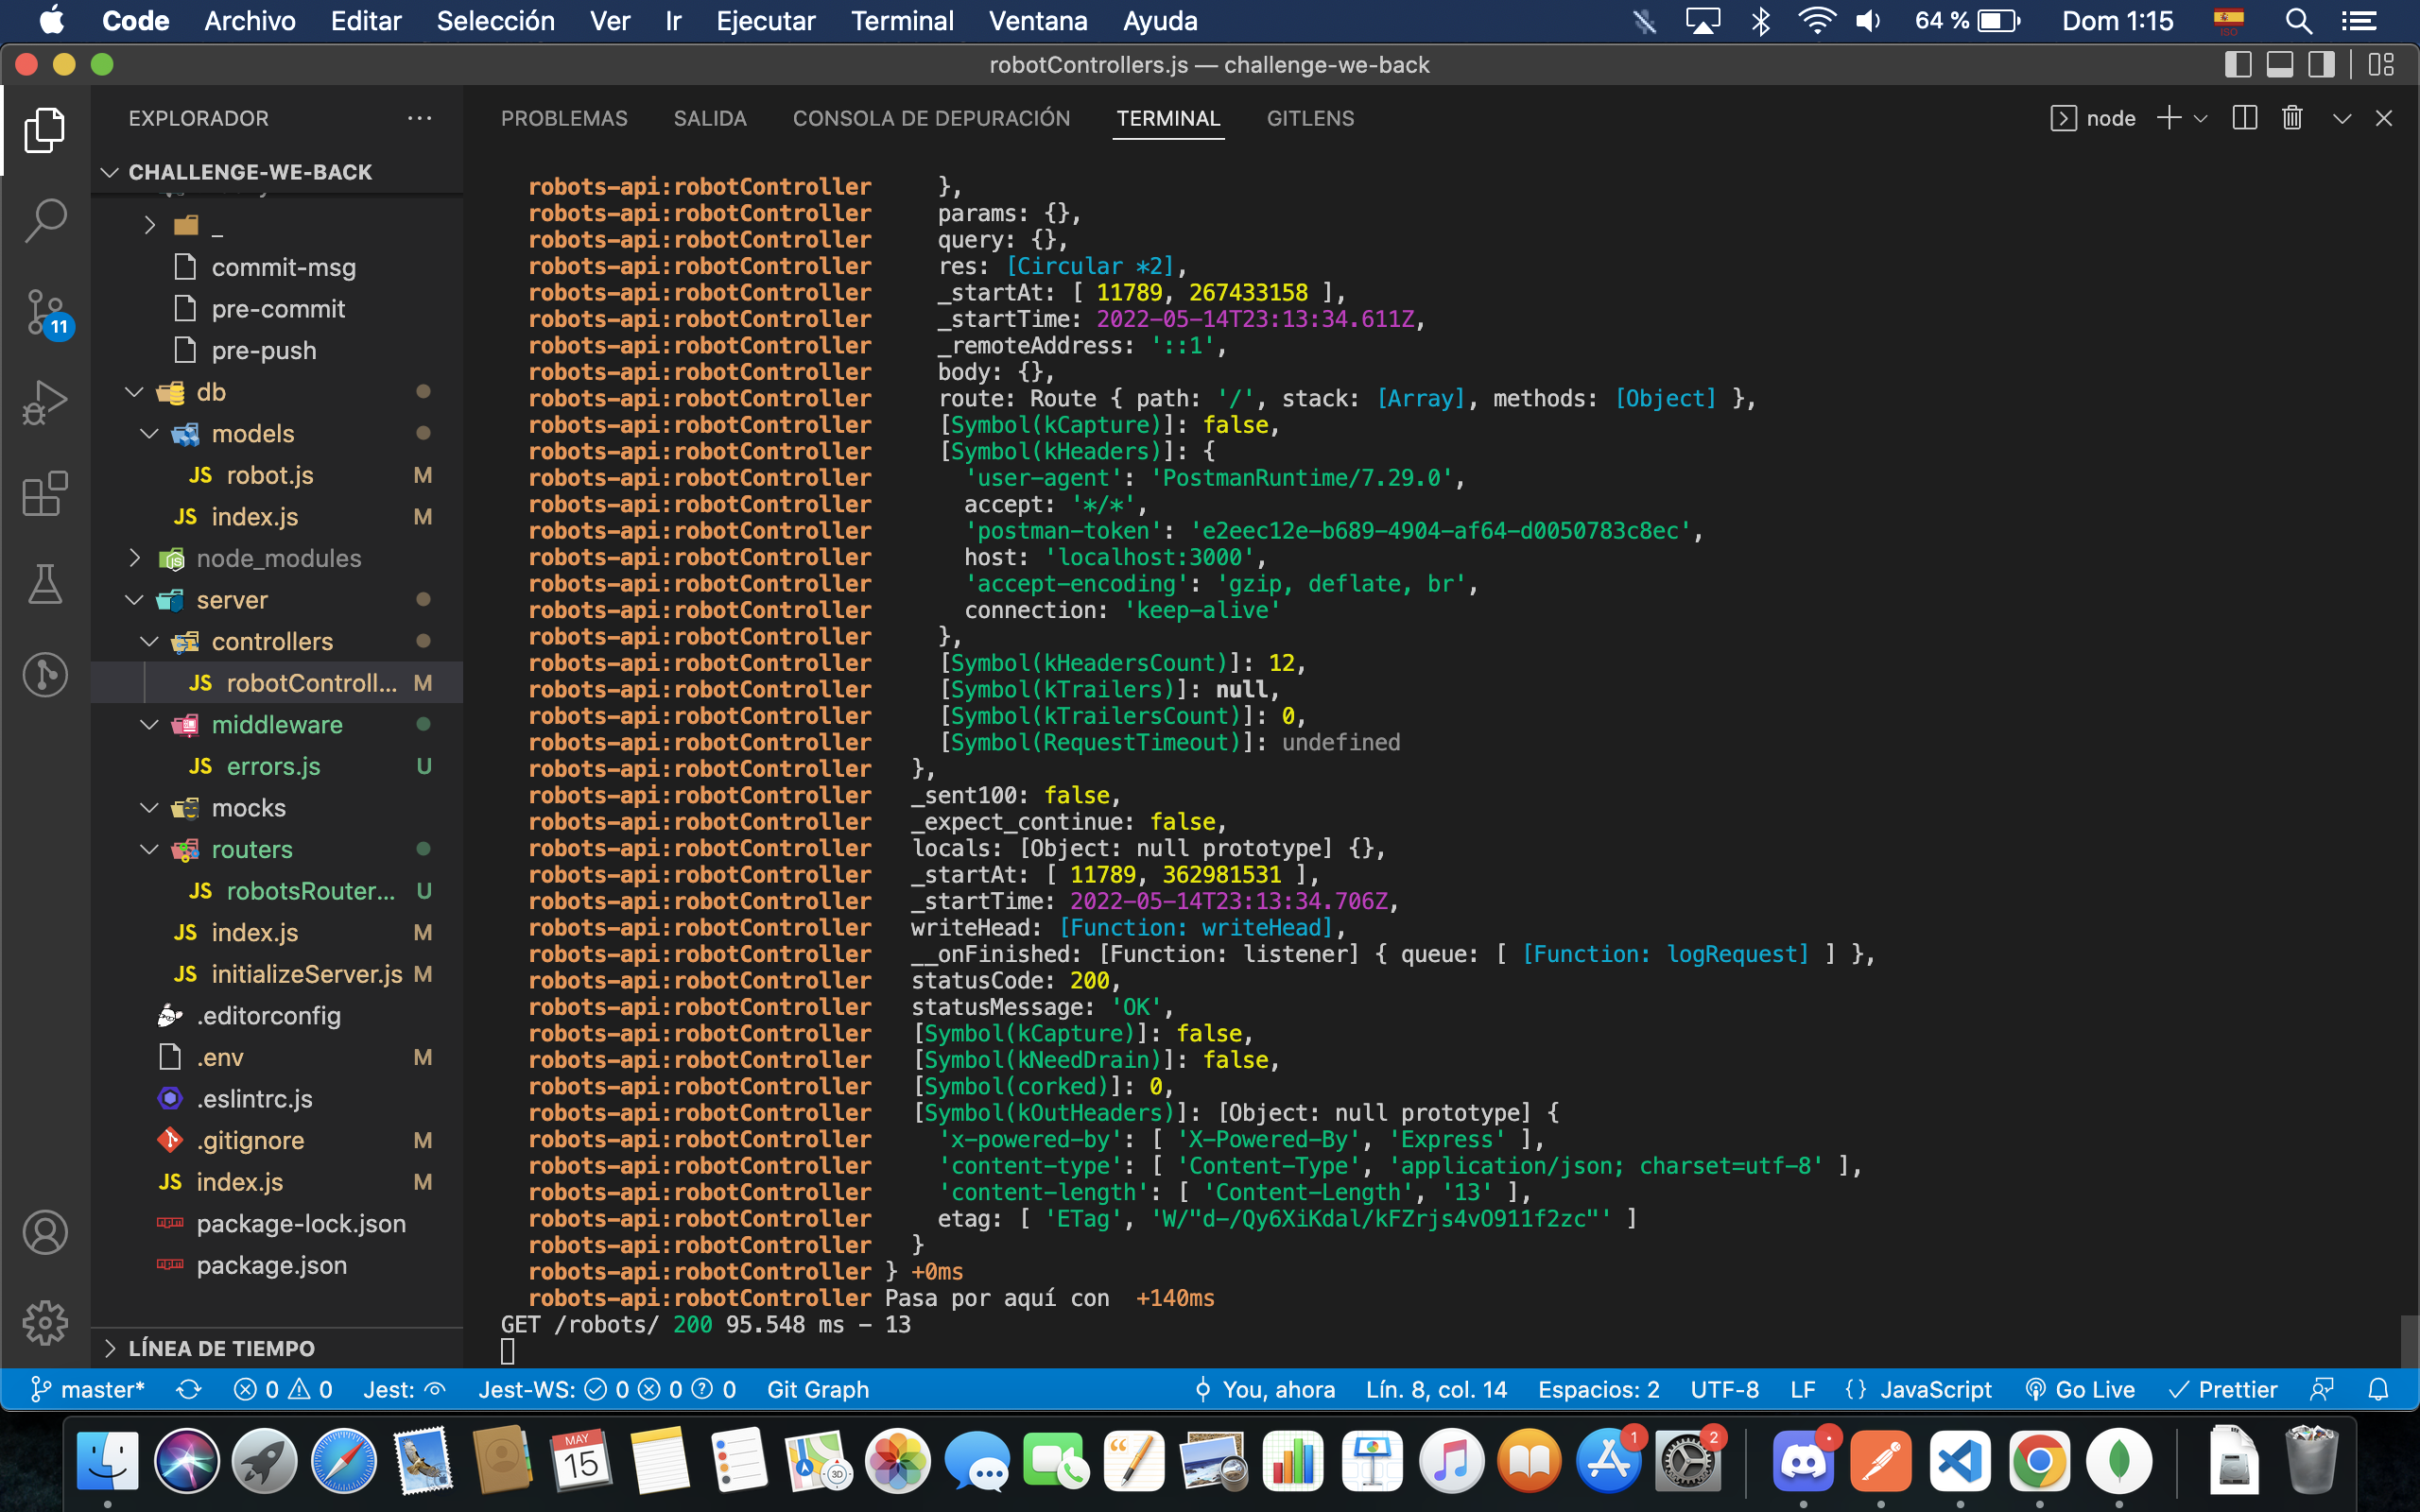 Code Archivo Editar Selección Ver Ir Ejecutar Terminal Ventana Ayuda 64 % Dom 1:15 ISO
robotControllers.js — challenge-we-back
EXPLORADOR ···
CHALLENGE-WE-BACK
_
commit-msg
pre-commit
pre-push
db
models
JS robot.js M
JS index.js M
node_modules
server
controllers
JS robotControll... M
middleware
JS errors.js U
mocks
routers
JS robotsRouter... U
JS index.js M
JS initializeServer.js M
.editorconfig
.env M
.eslintrc.js
.gitignore M
JS index.js M
package-lock.json
package.json
LÍNEA DE TIEMPO
11
PROBLEMAS SALIDA CONSOLA DE DEPURACIÓN TERMINAL GITLENS node
robots-api:robotController },
robots-api:robotController params: {},
robots-api:robotController query: {},
robots-api:robotController res: [Circular *2],
robots-api:robotController _startAt: [ 11789, 267433158 ],
robots-api:robotController _startTime: 2022-05-14T23:13:34.611Z,
robots-api:robotController _remoteAddress: '::1',
robots-api:robotController body: {},
robots-api:robotController route: Route { path: '/', stack: [Array], methods: [Object] },
robots-api:robotController [Symbol(kCapture)]: false,
robots-api:robotController [Symbol(kHeaders)]: {
robots-api:robotController 'user-agent': 'PostmanRuntime/7.29.0',
robots-api:robotController accept: '*/*',
robots-api:robotController 'postman-token': 'e2eec12e-b689-4904-af64-d0050783c8ec',
robots-api:robotController host: 'localhost:3000',
robots-api:robotController 'accept-encoding': 'gzip, deflate, br',
robots-api:robotController connection: 'keep-alive'
robots-api:robotController },
robots-api:robotController [Symbol(kHeadersCount)]: 12,
robots-api:robotController [Symbol(kTrailers)]: null,
robots-api:robotController [Symbol(kTrailersCount)]: 0,
robots-api:robotController [Symbol(RequestTimeout)]: undefined
robots-api:robotController },
robots-api:robotController _sent100: false,
robots-api:robotController _expect_continue: false,
robots-api:robotController locals: [Object: null prototype] {},
robots-api:robotController _startAt: [ 11789, 362981531 ],
robots-api:robotController _startTime: 2022-05-14T23:13:34.706Z,
robots-api:robotController writeHead: [Function: writeHead],
robots-api:robotController __onFinished: [Function: listener] { queue: [ [Function: logRequest] ] },
robots-api:robotController statusCode: 200,
robots-api:robotController statusMessage: 'OK',
robots-api:robotController [Symbol(kCapture)]: false,
robots-api:robotController [Symbol(kNeedDrain)]: false,
robots-api:robotController [Symbol(corked)]: 0,
robots-api:robotController [Symbol(kOutHeaders)]: [Object: null prototype] {
robots-api:robotController 'x-powered-by': [ 'X-Powered-By', 'Express' ],
robots-api:robotController 'content-type': [ 'Content-Type', 'application/json; charset=utf-8' ],
robots-api:robotController 'content-length': [ 'Content-Length', '13' ],
robots-api:robotController etag: [ 'ETag', 'W/"d-/Qy6XiKdal/kFZrjs4vO911f2zc"' ]
robots-api:robotController }
robots-api:robotController } +0ms
robots-api:robotController Pasa por aquí con +140ms
GET /robots/ 200 95.548 ms - 13
master* 0 0 Jest: Jest-WS: 0 0 0 Git Graph You, ahora Lín. 8, col. 14 Espacios: 2 UTF-8 LF {} JavaScript Go Live Prettier
MAY
15
3D
1
2